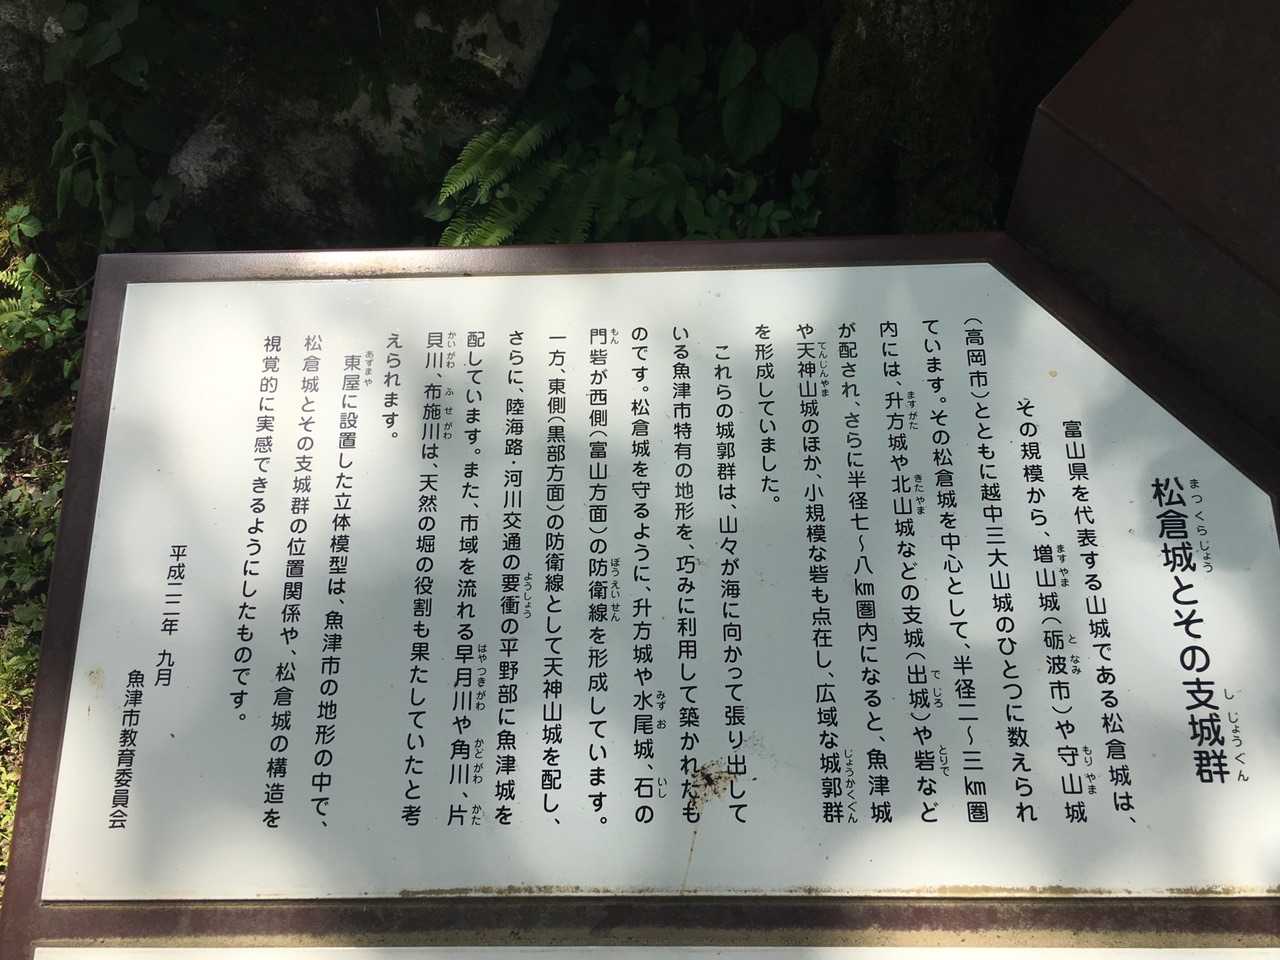 松倉城とその支城群
富山県を代表する山城である松倉城は、
その規模から、増山城(砺波市)や守山城
(高岡市)とともに越中三大山城のひとつに数えられ
ています。その松倉城を中心として、半径二～三㎞圏
内には、升方城や北山城などの支城(出城)や砦など
が配され、さらに半径七～八㎞圏内になると、魚津城
や天神山城のほか、小規模な砦も点在し、広域な城郭群
を形成していました。
これらの城郭群は、山々が海に向かって張り出して
いる魚津市特有の地形を、巧みに利用して築かれたも
のです。松倉城を守るように、升方城や水尾城、石の
門砦が西側(富山方面)の防衛線を形成しています。
一方、東側(黒部方面)の防衛線として天神山城を配し、
さらに、陸海路・河川交通の要衝の平野部に魚津城を
配しています。また、市域を流れる早月川や角川、片
貝川、布施川は、天然の堀の役割も果たしていたと考
えられます。
東屋に設置した立体模型は、魚津市の地形の中で、
松倉城とその支城群の位置関係や、松倉城の構造を
視覚的に実感できるようにしたものです。
平成二二年 九月
魚津市教育委員会